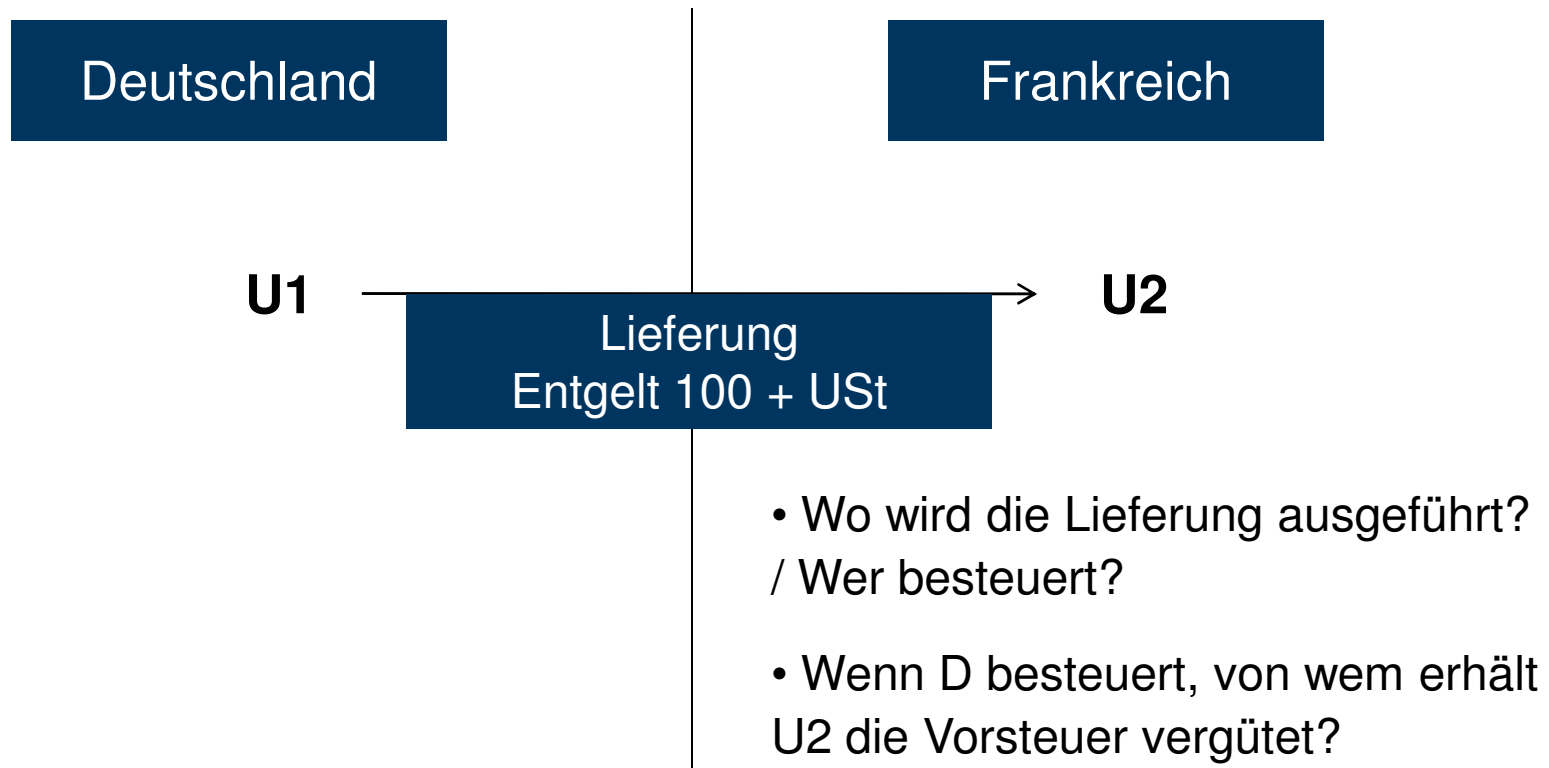 Deutschland
Frankreich
U1
U2
Lieferung
Entgelt 100 + USt
• Wo wird die Lieferung ausgeführt?
/ Wer besteuert?
• Wenn D besteuert, von wem erhält
U2 die Vorsteuer vergütet?